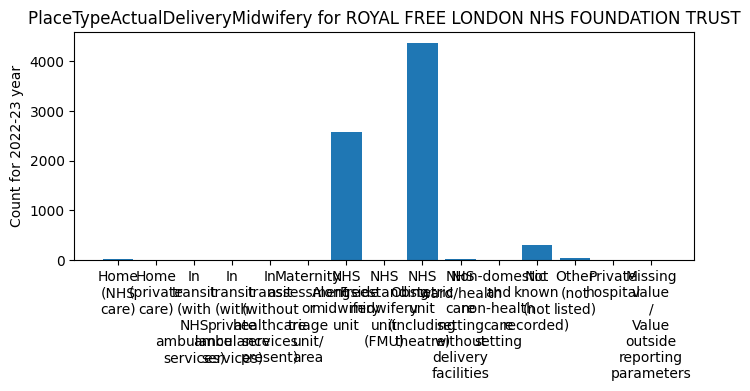 PlaceTypeActualDeliveryMidwifery for ROYAL FREE LONDON NHS FOUNDATION TRUST
Count for 2022-23 year
4000
3000
2000
1000
0
Home
(NHS
care)
Home
(private
care)
In
transit
(with
NHS
ambulance
services)
In
transit
(with
private
ambulance
services)
In
transit
(without
healthcare
services
present)
Maternity
assessment
or
triage
unit/
area
NHS
Alongside
midwifery
unit
NHS
Freestanding
midwifery
unit
(FMU)
NHS
Obstetric
unit
(including
theatre)
NHS
ward/health
care
setting
without
delivery
facilities
Non-domestic
and
non-health
care
setting
Not
known
(not
recorded)
Other
(not
listed)
Private
hospital
Missing
value
/
Value
outside
reporting
parameters